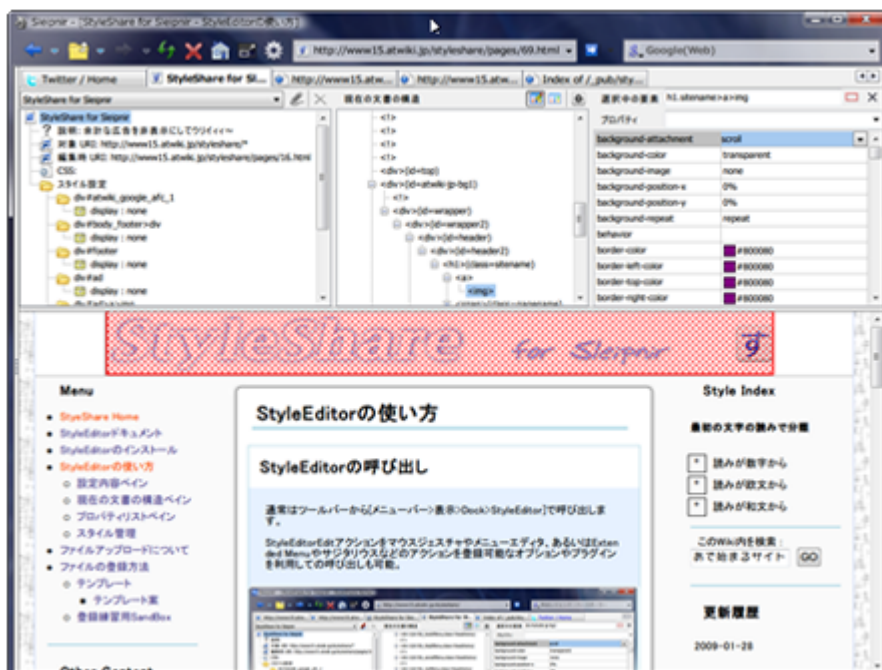 Sleipnir - [StyleShare for Sleipnir - StyleEditorの使い方]
http://www15.atwiki.jp/styleshare/pages/69.html
Google(Web)
Twitter / Home
StyleShare for Sl...
http://www15.atw...
http://www15.atw...
Index of /_pub/sty...
StyleShare for Sleipnir
現在の文書の構造
選択中の要素 h1.sitename>a>img
StyleShare for Sleipnir
説明: 余計な広告を非表示にしてウリィィィ~
対象 URI: http://www15.atwiki.jp/styleshare/*
編集時 URI: http://www15.atwiki.jp/styleshare/pages/16.html
CSS:
スタイル設定
div#atwiki_google_afc_1
display : none
div#body_footer>div
display : none
div#footer
display : none
div#ad
display : none
div#ad>a>img
<!>
<!>
<!>
<!>
<div>(id=top)
<div>(id=atwiki-jp-bg1)
<!>
<div>(id=wrapper)
<div>(id=wrapper2)
<div>(id=header)
<div>(id=header2)
<h1>(class=sitename)
<a>
<img>
<span>(class=pagename)
プロパティ
background-attachment scroll
background-color transparent
background-image none
background-position-x 0%
background-position-y 0%
background-repeat repeat
behavior
border-color #800080
border-left-color #800080
border-top-color #800080
border-right-color #800080
StyleShare for Sleipnir す
Menu
StyeShare Home
StyleEditorドキュメント
StyleEditorのインストール
StyleEditorの使い方
設定内容ペイン
現在の文書の構造ペイン
プロパティリストペイン
スタイル管理
ファイルアップロードについて
ファイルの登録方法
テンプレート
テンプレート案
登録練習用SandBox
Other Content
StyleEditorの使い方
StyleEditorの呼び出し
通常はツールバーから[メニューバー>表示>Dock>StyleEditor]で呼び出しま
す。
StyleEditorEditアクションをマウスジェスチャやメニューエディタ、あるいはExten
ded Menuやサジタリウスなどのアクションを登録可能なオプションやプラグイン
を利用しての呼び出しも可能。
Style Index
最初の文字の読みで分類
* 読みが数字から
* 読みが欧文から
* 読みが和文から
このWiki内を検索:
あで始まるサイト GO
更新履歴
2009-01-28